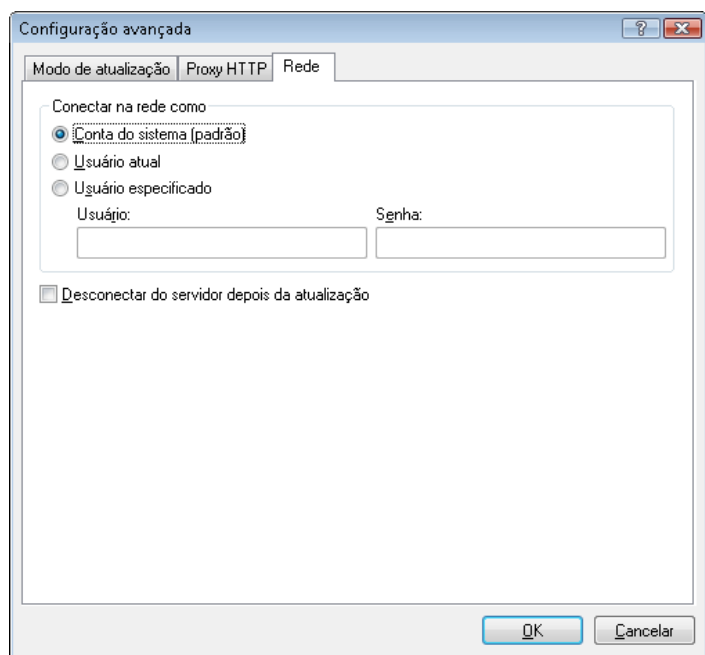 Configuração avançada
Modo de atualização Proxy HTTP Rede
Conectar na rede como
Conta do sistema (padrão)
Usuário atual
Usuário especificado
Usuário: Senha:
Desconectar do servidor depois da atualização
OK Cancelar